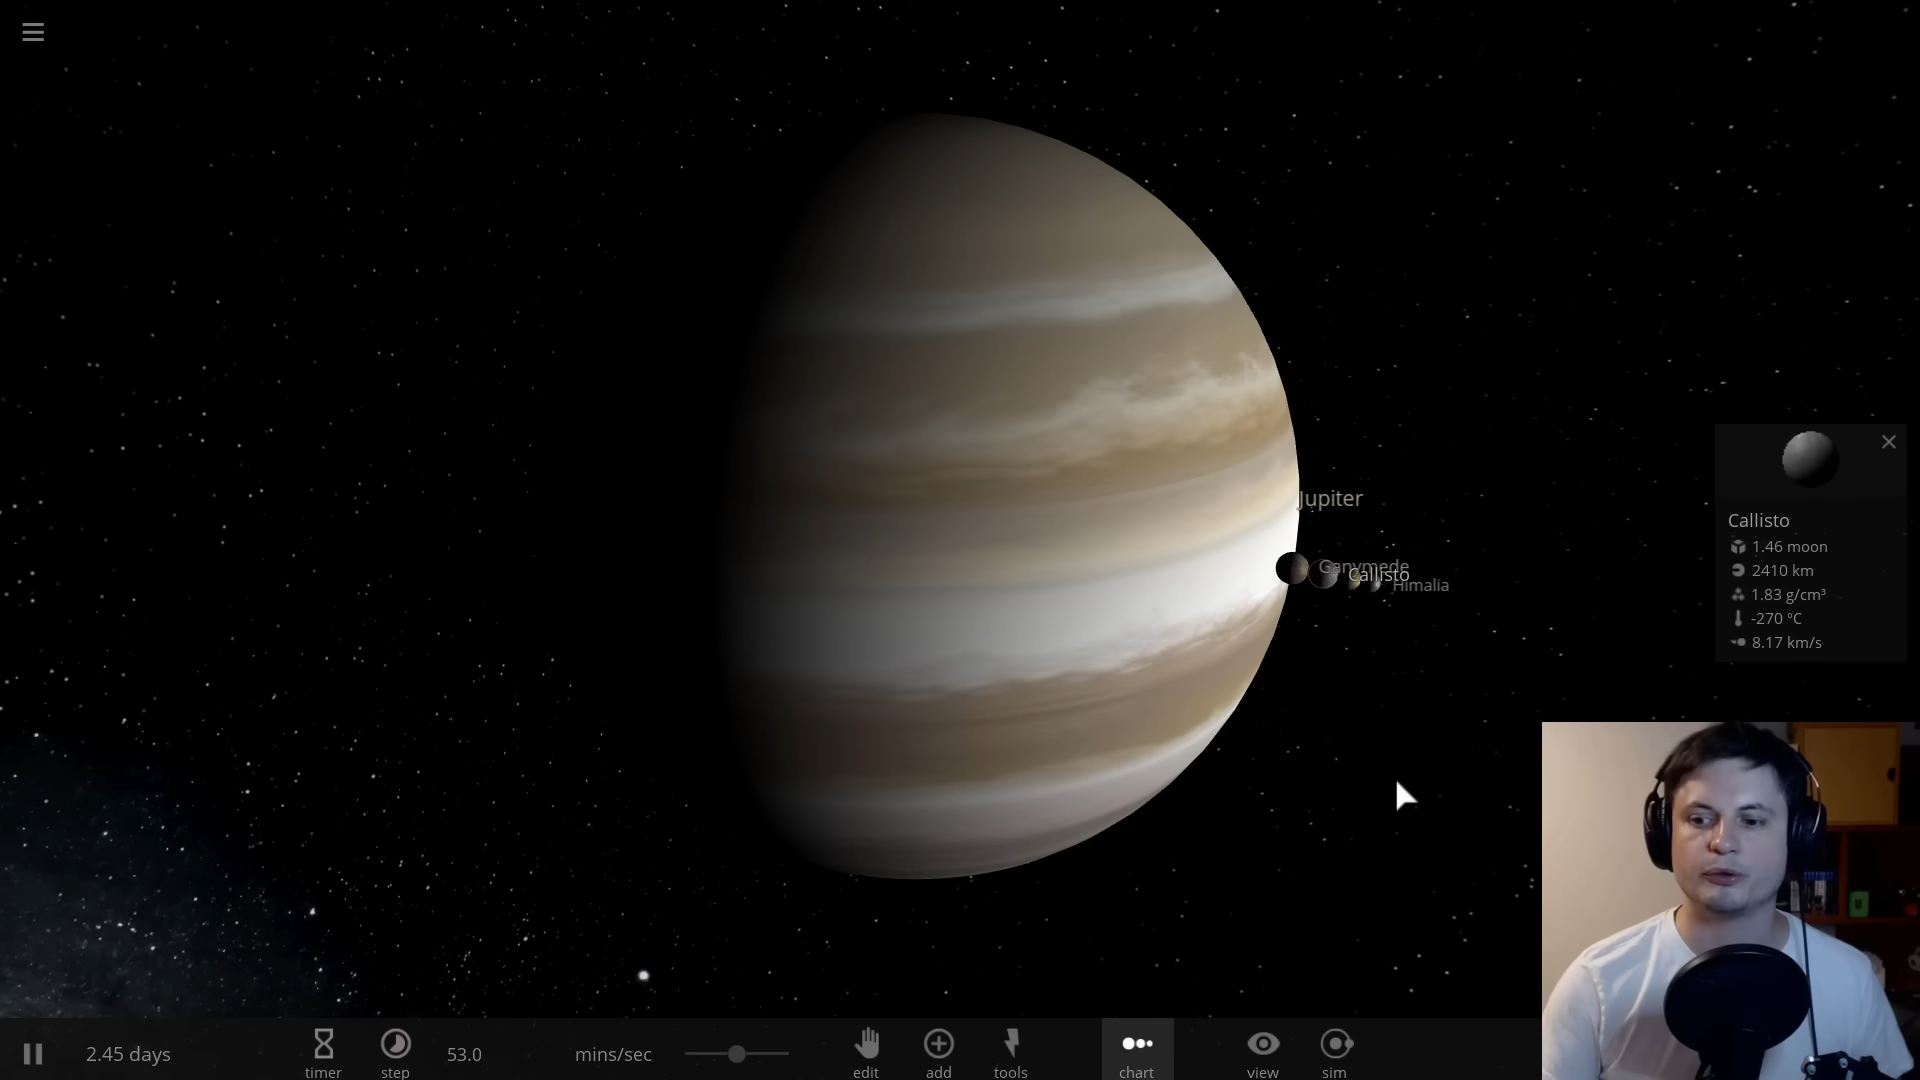 Jupiter
Ganymede
Callisto
Himalia
Callisto
1.46 moon
2410 km
1.83 g/cm³
-270 °C
8.17 km/s
2.45 days
timer
step
53.0
mins/sec
edit
add
tools
chart
view
sim